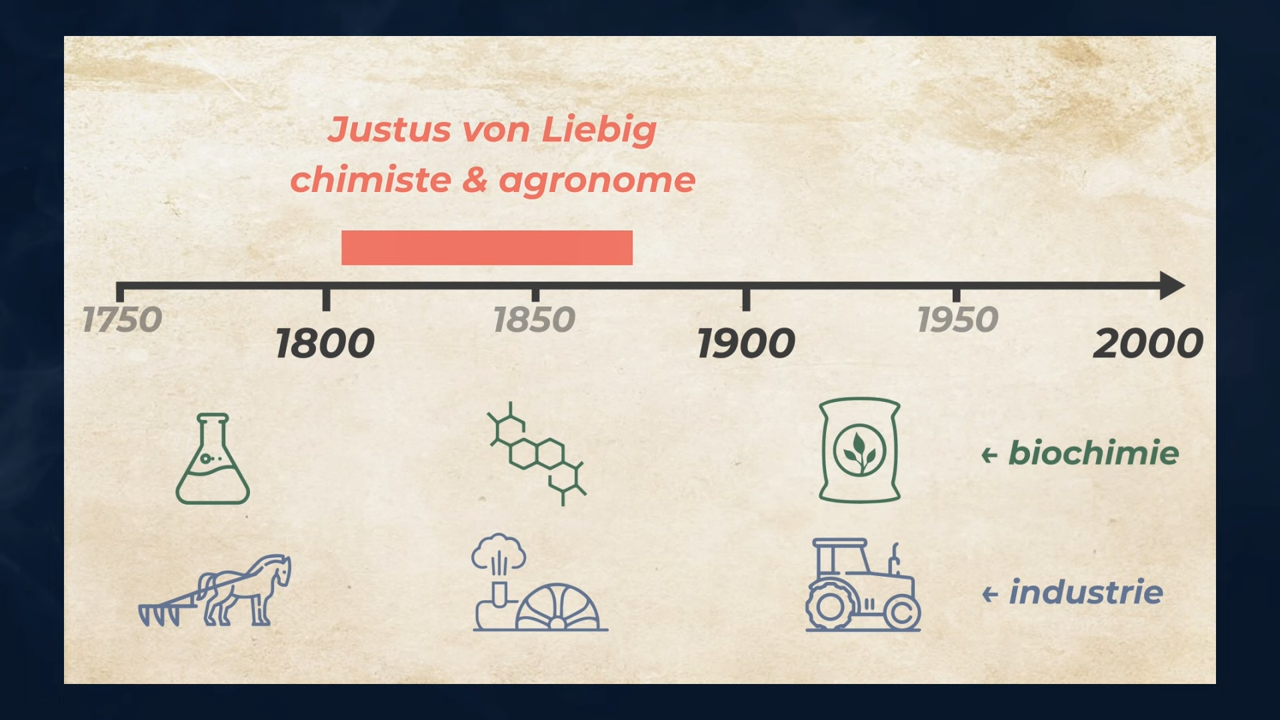 Justus von Liebig
chimiste & agronome
1750
1800
1850
1900
1950
2000
← biochimie
← industrie